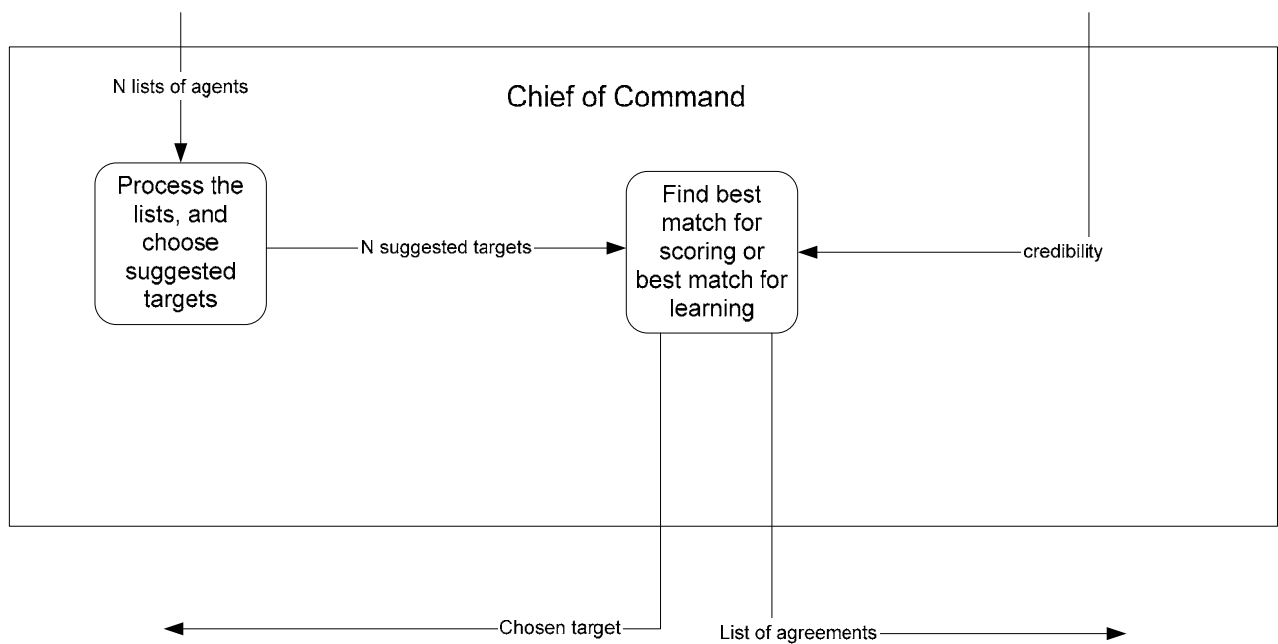 N lists of agents
Chief of Command
Process the
lists, and
choose
suggested
targets
N suggested targets
Find best
match for
scoring or
best match for
learning
credibility
Chosen target
List of agreements